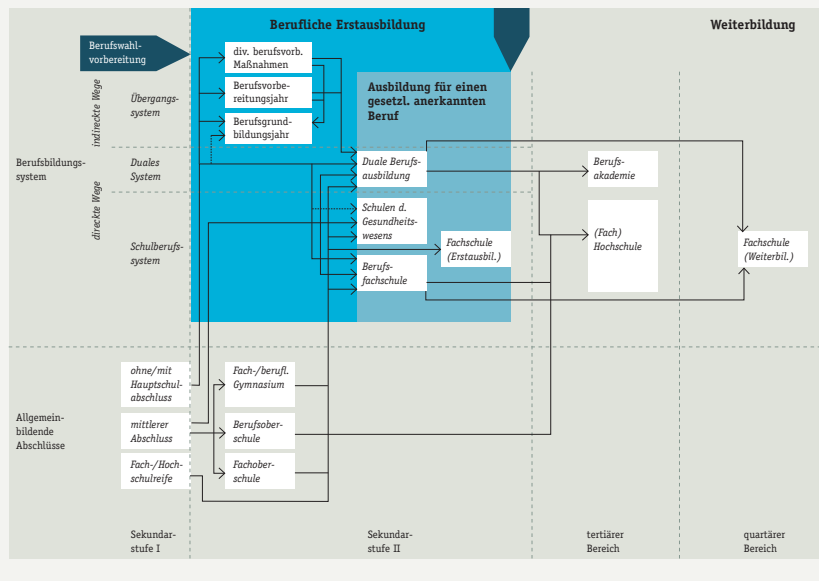 Berufliche Erstausbildung
Weiterbildung
Berufswahl-
vorbereitung
div. berufsvorb.
Maßnahmen
Berufsvorbe-
reitungsjahr
Berufsgrund-
bildungsjahr
Ausbildung für einen
gesetzl. anerkannten
Beruf
indireckte Wege
Übergangs-
system
Berufsbildungs-
system
direckte Wege
Duales
System
Duale Berufs-
ausbildung
Berufs-
akademie
Schulen d.
Gesundheits-
wesens
(Fach)
Hochschule
Schulberufs-
system
Fachschule
(Erstausbil.)
Fachschule
(Weiterbil.)
Berufs-
fachschule
ohne/mit
Hauptschul-
abschluss
Fach-/berufl.
Gymnasium
Allgemein-
bildende
Abschlüsse
mittlerer
Abschluss
Berufsober-
schule
Fach-/Hoch-
schulreife
Fachober-
schule
Sekundar-
stufe I
Sekundar-
stufe II
tertiärer
Bereich
quartärer
Bereich